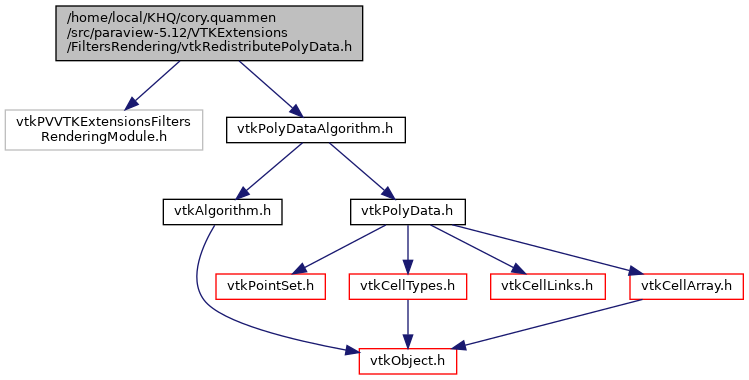 /home/local/KHQ/cory.quammen
/src/paraview-5.12/VTKExtensions
/FiltersRendering/vtkRedistributePolyData.h
vtkPVVTKExtensionsFilters
RenderingModule.h
vtkPolyDataAlgorithm.h
vtkAlgorithm.h
vtkPolyData.h
vtkPointSet.h
vtkCellTypes.h
vtkCellLinks.h
vtkCellArray.h
vtkObject.h